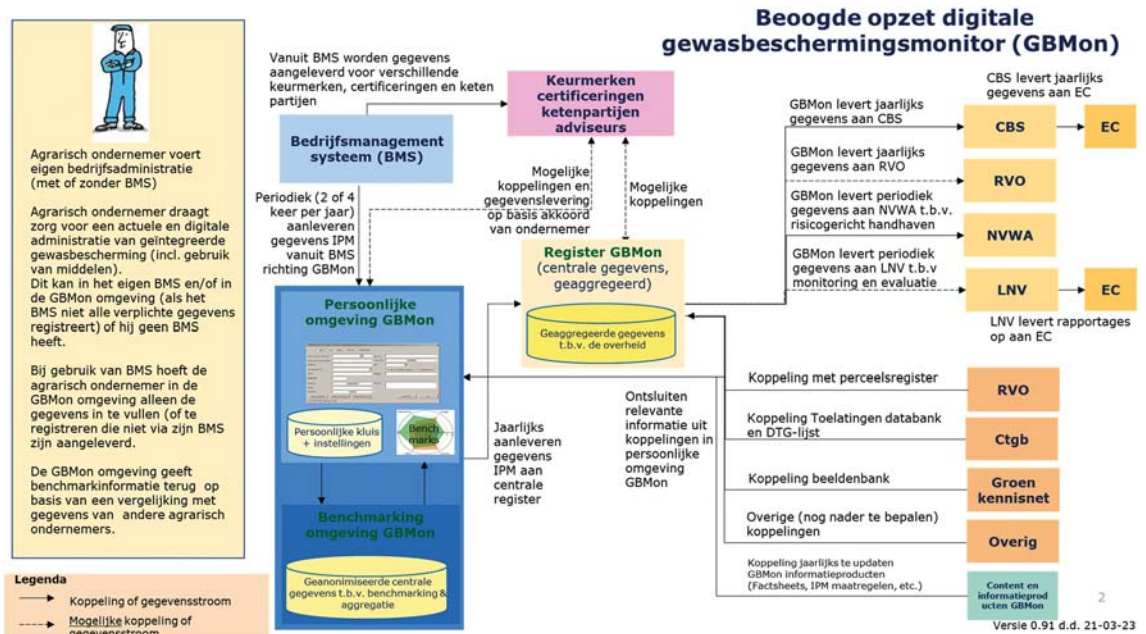 Beoogde opzet digitale
gewasbeschermingsmonitor (GBMon)
Agrarisch ondernemer voert
eigen bedrijfsadministratie
(met of zonder BMS)
Agrarisch ondernemer draagt
zorg voor een actuele en digitale
administratie van geïntegreerde
gewasbescherming (incl. gebruik
van middelen).
Dit kan in het eigen BMS en/of in
de GBMon omgeving (als het
BMS niet alle verplichte gegevens
registreert) of hij geen BMS
heeft.
Bij gebruik van BMS hoeft de
agrarisch ondernemer in de
GBMon omgeving alleen de
gegevens in te vullen (of te
registreren die niet via zijn BMS
zijn aangeleverd.
De GBMon omgeving geeft
benchmarkinformatie terug op
basis van een vergelijking met
gegevens van andere agrarisch
ondernemers.
Legenda
Koppeling of gegevensstroom
Mogelijke koppeling of
gegevensstroom
Vanuit BMS worden gegevens
aangeleverd voor verschillende
keurmerken, certificeringen en keten
partijen
Bedrijfsmanagement
systeem (BMS)
Keurmerken
certificeringen
ketenpartijen
adviseurs
Periodiek (2 of 4
keer per jaar)
aanleveren
gegevens IPM
vanuit BMS
richting GBMon
Mogelijke
koppelingen en
gegevenslevering
op basis akkoord
van ondernemer
Mogelijke
koppelingen
Register GBMon
(centrale gegevens,
geaggregeerd)
Geaggregeerde gegevens
t.b.v. de overheid
Persoonlijke
omgeving GBMon
Persoonlijke kluis
+ instellingen
Bench
marks
Jaarlijks
aanleveren
gegevens
IPM aan
centrale
register
Ontsluiten
relevante
informatie uit
koppelingen in
persoonlijke
omgeving
GBMon
Benchmarking
omgeving GBMon
Geanonimiseerde centrale
gegevens t.b.v. benchmarking &
aggregatie
CBS levert jaarlijks
gegevens aan EC
GBMon levert jaarlijks
gegevens aan CBS
CBS
EC
GBMon levert jaarlijks
gegevens aan RVO
RVO
GBMon levert periodiek
gegevens aan NVWA t.b.v.
risicogericht handhaven
NVWA
GBMon levert periodiek
gegevens aan LNV t.b.v
monitoring en evaluatie
LNV
EC
LNV levert rapportages
op aan EC
Koppeling met perceelsregister
RVO
Koppeling Toelatingen databank
en DTG-lijst
Ctgb
Koppeling beeldenbank
Groen
kennisnet
Overige (nog nader te bepalen)
koppelingen
Overig
Koppeling jaarlijks te updaten
GBMon informatieproducten
(Factsheets, IPM maatregelen, etc.)
Content en
informatieprod
ucten GBMon
2
Versie 0.91 d.d. 21-03-23